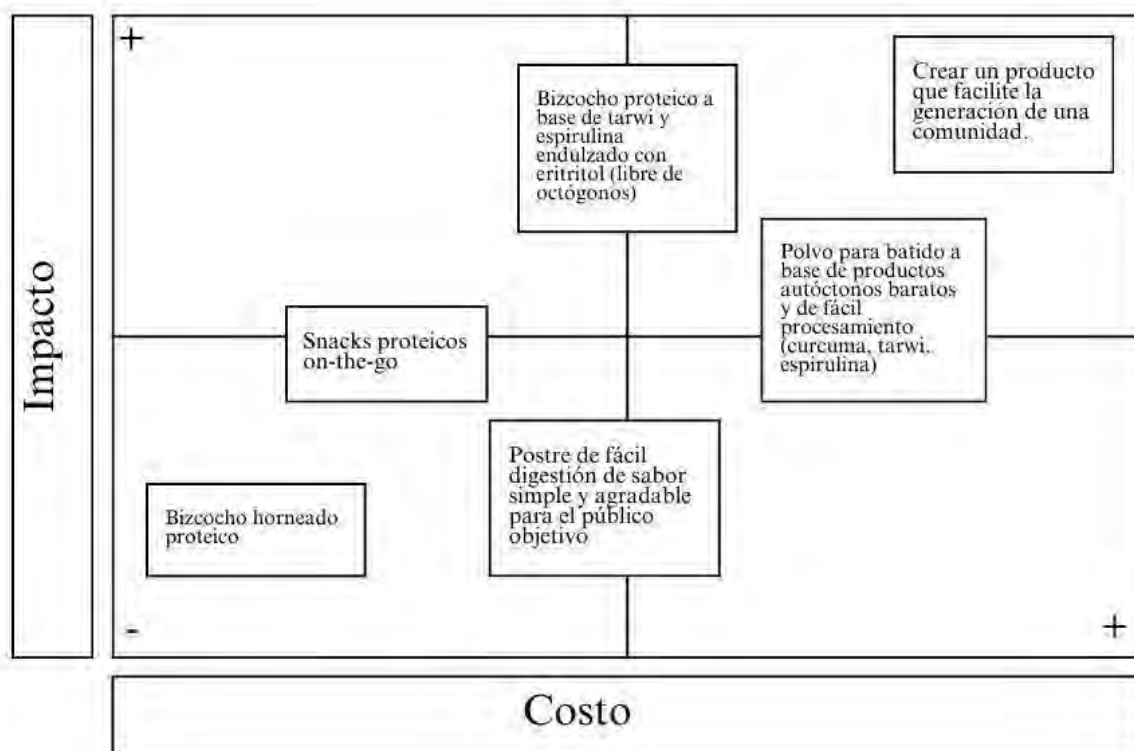 Impacto
+
Bizcocho proteico a
base de tarwi y
espirulina
endulzado con
eritritol (libre de
octógonos)
Crear un producto
que facilite la
generación de una
comunidad.
Polvo para batido a
base de productos
autóctonos baratos
y de fácil
procesamiento
(curcuma, tarwi,
espirulina)
Snacks proteicos
on-the-go
Postre de fácil
digestión de sabor
simple y agradable
para el público
objetivo
Bizcocho horneado
proteico
-
+
Costo